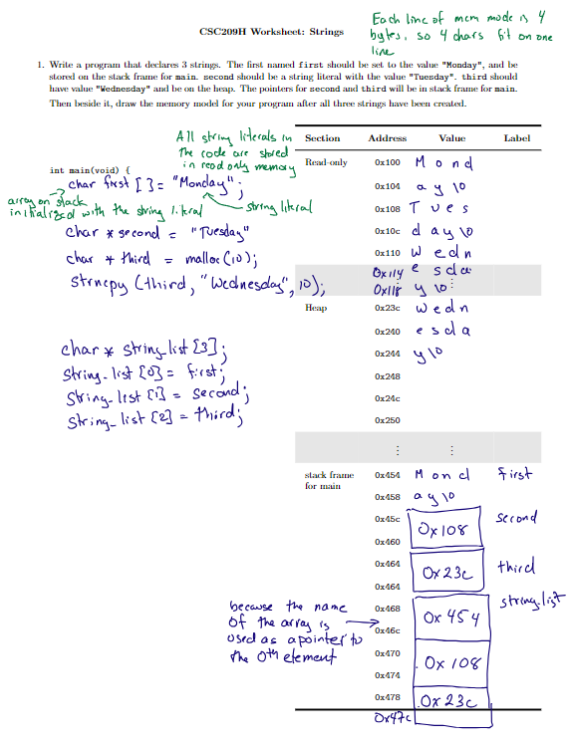 CSC209H Worksheet: Strings
Each line of mem mode is 4
bytes, so 4 chars fit on one
line
1. Write a program that declares 3 strings. The first named first should be set to the value "Monday", and be
stored on the stack frame for main. second should be a string literal with the value "Tuesday". third should
have value "Wednesday" and be on the heap. The pointers for second and third will be in stack frame for main.
Then beside it, draw the memory model for your program after all three strings have been created.
All string literals in
the code are stored
in read only memory
int main(void) {
char first [] = "Monday";
array on stack
initialized with the string literal
string literal
char * second = "Tuesday"
char * third = malloc (10);
strncpy (third, "Wednesday", 10);
char * string_list [3];
string_list [0] = first;
string_list [1] = second;
string_list [2] = third;
because the name
of the array is
used as a pointer to
the 0th element
Section Address Value Label
Read-only 0x100 M o n d
0x104 a y \0
0x108 T u e s
0x10c d a y \0
0x110 W e d n
0x114 e s d a
0x118 y \0
Heap 0x23c W e d n
0x240 e s d a
0x244 y \0
0x248
0x24c
0x250
⋮ ⋮
stack frame 0x454 M o n d first
for main
0x458 a y \0
0x45c 0x108 second
0x460
0x464 0x23c third
0x464
0x468 0x454 string_list
0x46c
0x470 0x108
0x474
0x478 0x23c
0x47c